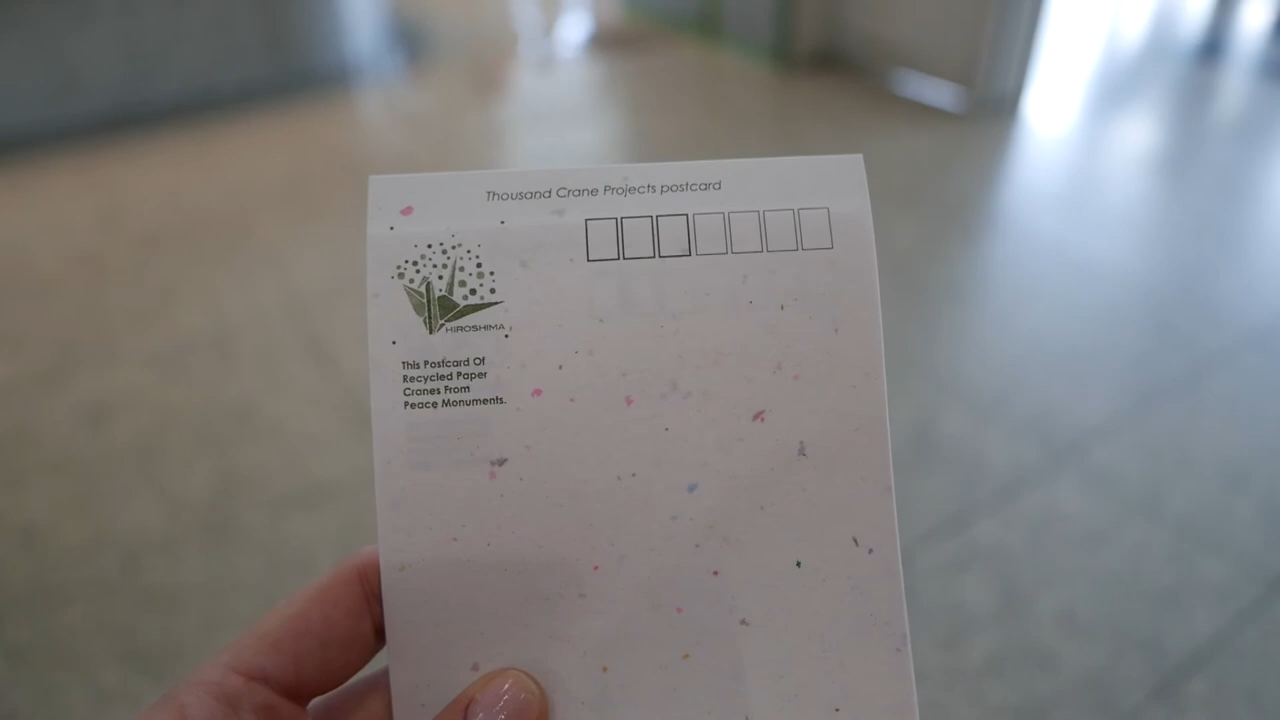 Thousand Crane Projects postcard
HIROSHIMA
This Postcard Of
Recycled Paper
Cranes From
Peace Monuments.